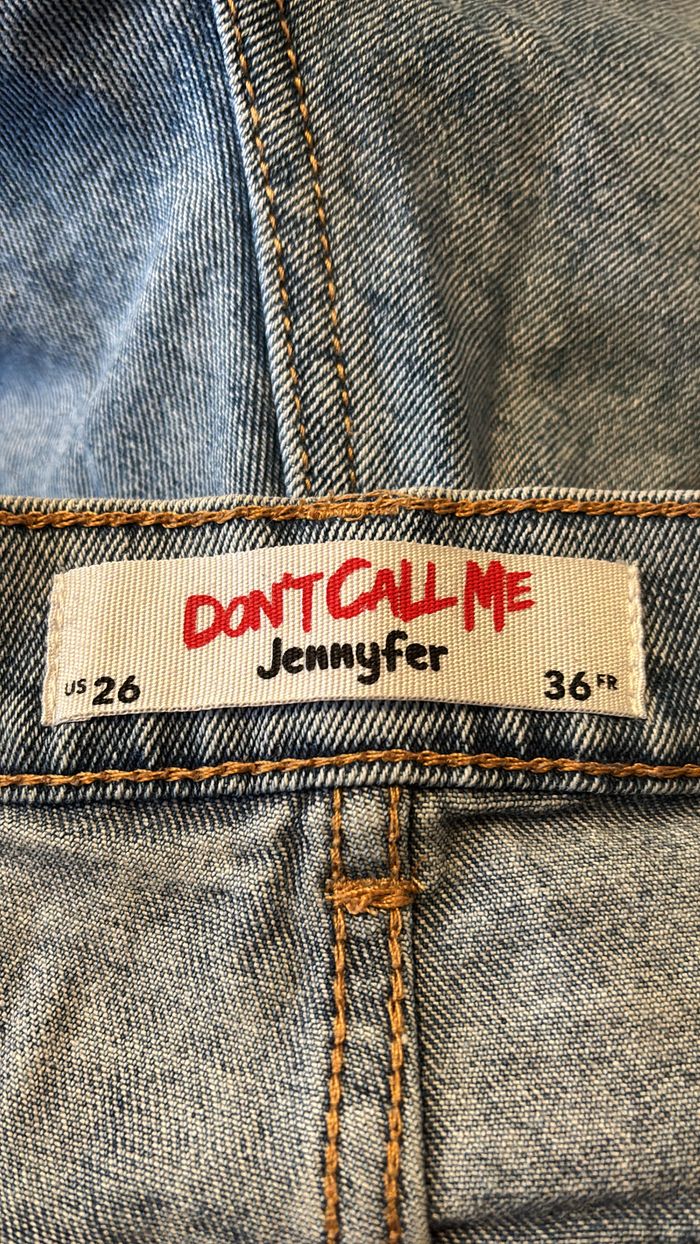 DON'T CALL ME
Jennyfer
US 26
36 FR